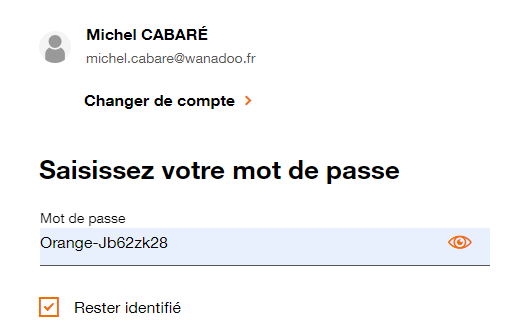 Michel CABARÉ
michel.cabare@wanadoo.fr
Changer de compte
Saisissez votre mot de passe
Mot de passe
Orange-Jb62zk28
Rester identifié